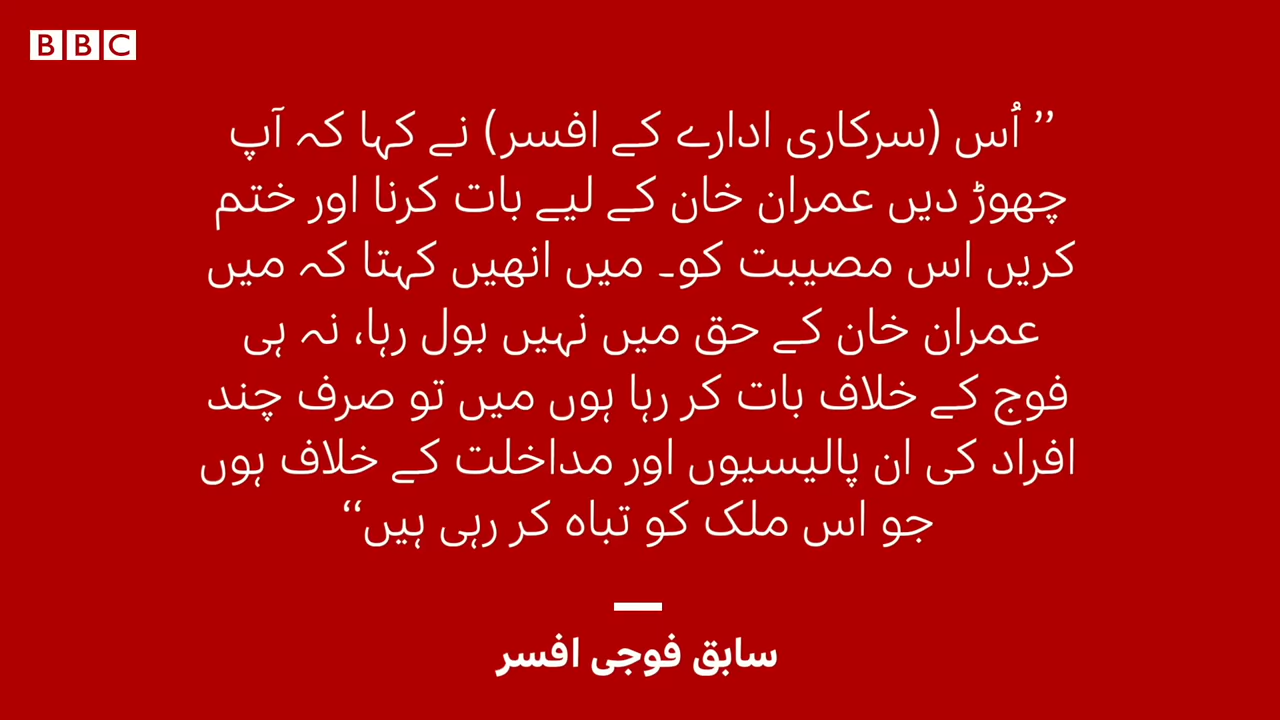 BBC
’’ اُس (سرکاری ادارے کے افسر) نے کہا کہ آپ
چھوڑ دیں عمران خان کے لیے بات کرنا اور ختم
کریں اس مصیبت کو۔ میں انھیں کہتا کہ میں
عمران خان کے حق میں نہیں بول رہا، نہ ہی
فوج کے خلاف بات کر رہا ہوں میں تو صرف چند
افراد کی ان پالیسیوں اور مداخلت کے خلاف ہوں
جو اس ملک کو تباہ کر رہی ہیں‘‘
سابق فوجی افسر